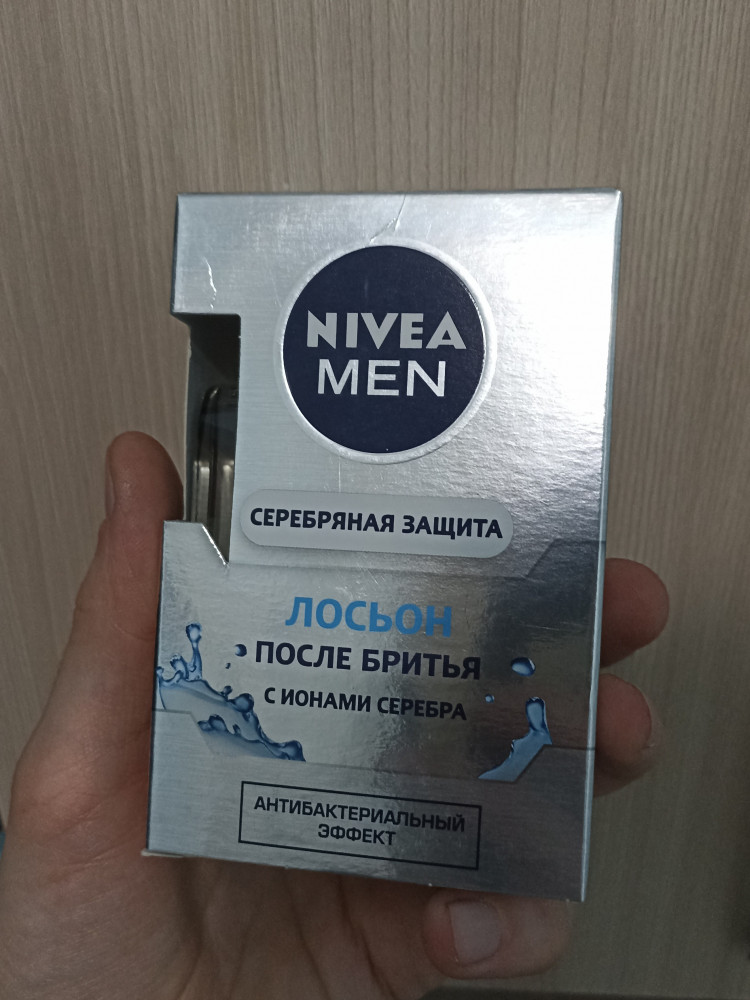 NIVEA
MEN
СЕРЕБРЯНАЯ ЗАЩИТА
ЛОСЬОН
ПОСЛЕ БРИТЬЯ
С ИОНАМИ СЕРЕБРА
АНТИБАКТЕРИАЛЬНЫЙ
ЭФФЕКТ